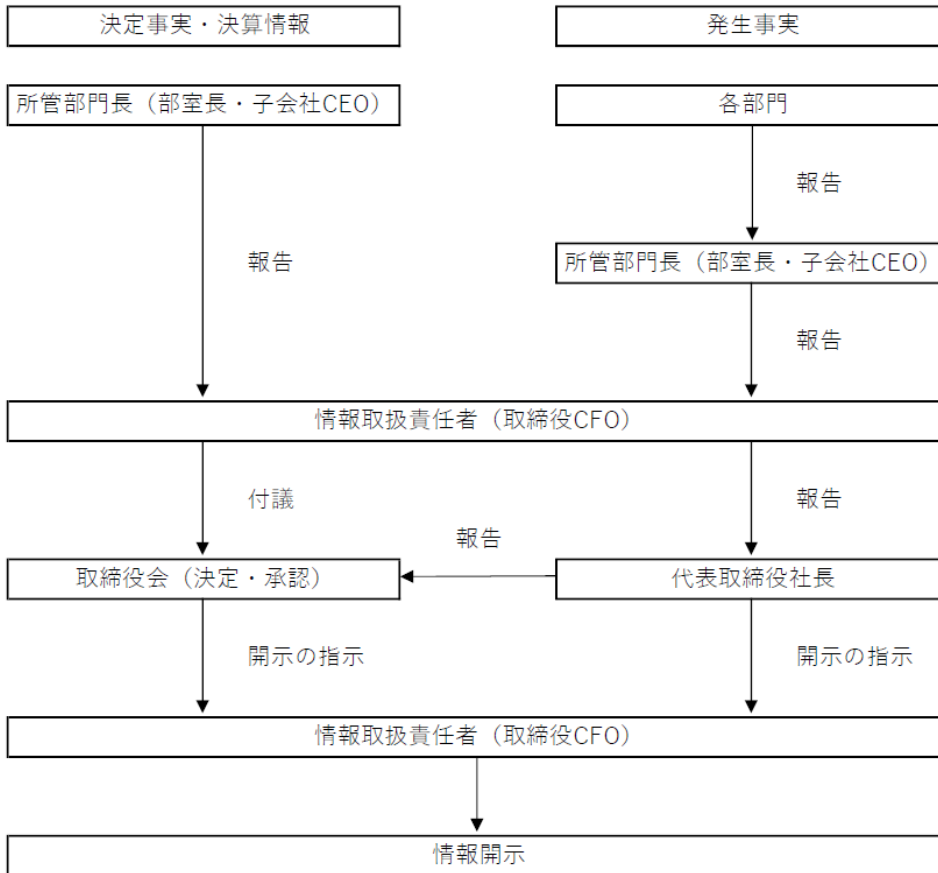 決定事実・決算情報
発生事実
所管部門長（部室長・子会社CEO）
各部門
報告
報告
所管部門長（部室長・子会社CEO）
報告
情報取扱責任者（取締役CFO）
付議
報告
報告
取締役会（決定・承認）
代表取締役社長
開示の指示
開示の指示
情報取扱責任者（取締役CFO）
情報開示